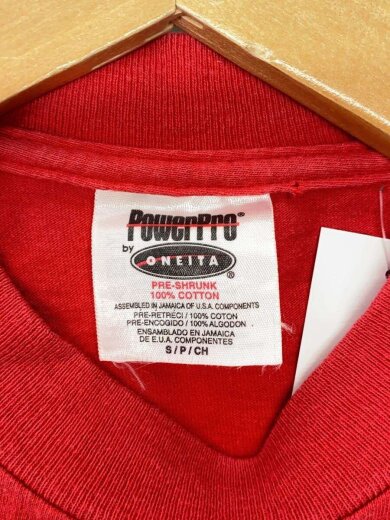 PowerPro®
by ONEITA®
PRE-SHRUNK
100% COTTON
ASSEMBLED IN JAMAICA OF U.S.A. COMPONENTS
PRE-RETRECI / 100% COTON
PRE-ENCOGIDO / 100% ALGODON
ENSAMBLADO EN JAMAICA
DE E.U.A. COMPONENTES
S / P / CH